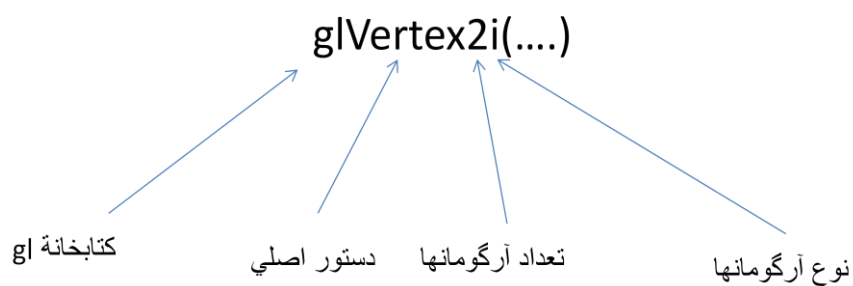 glVertex2i(....)
كتابخانة gl
دستور اصلي
تعداد آرگومانها
نوع آرگومانها